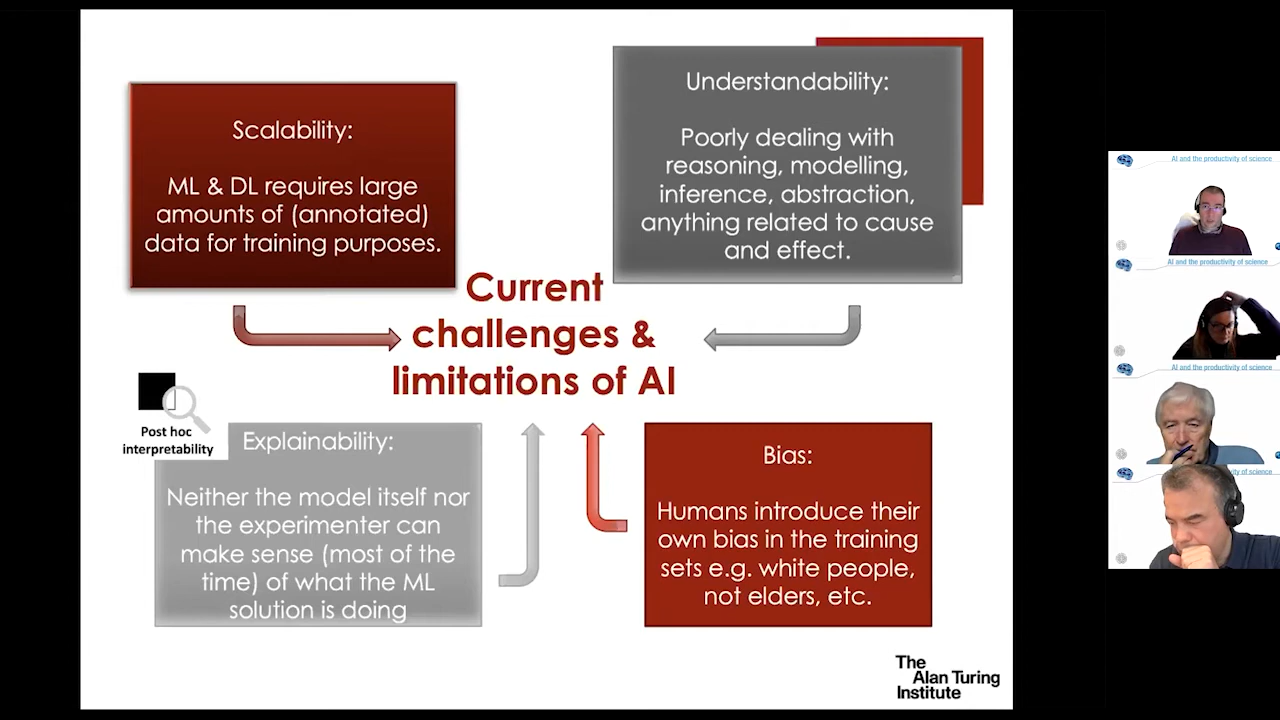 Scalability:
ML & DL requires large
amounts of (annotated)
data for training purposes.
Understandability:
Poorly dealing with
reasoning, modelling,
inference, abstraction,
anything related to cause
and effect.
Current
challenges &
limitations of AI
Post hoc
interpretability
Explainability:
Neither the model itself nor
the experimenter can
make sense (most of the
time) of what the ML
solution is doing
Bias:
Humans introduce their
own bias in the training
sets e.g. white people,
not elders, etc.
The
Alan Turing
Institute
AI and the productivity of science
AI and the productivity of science
AI and the productivity of science
ity of science